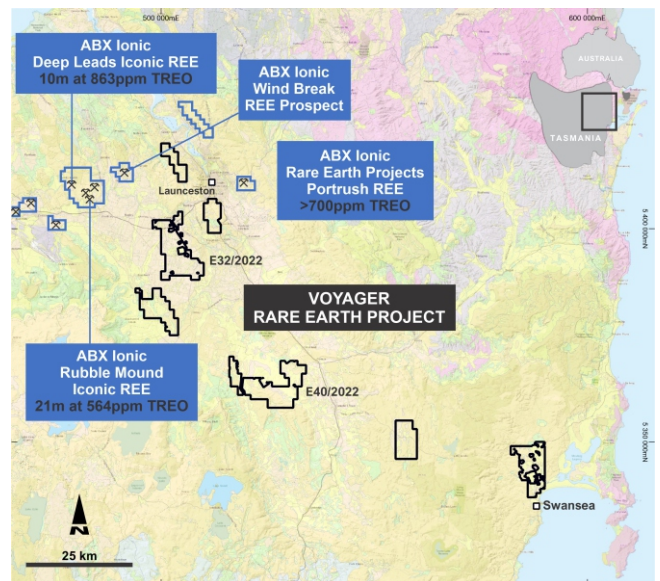 500 000mE
600 000mE
AUSTRALIA
TASMANIA
ABX Ionic
Deep Leads Iconic REE
10m at 863ppm TREO
ABX Ionic
Wind Break
REE Prospect
ABX Ionic
Rare Earth Projects
Portrush REE
>700ppm TREO
Launceston
5 400 000mN
E32/2022
VOYAGER
RARE EARTH PROJECT
ABX Ionic
Rubble Mound
Iconic REE
21m at 564ppm TREO
E40/2022
5 350 000mN
Swansea
N
25 km